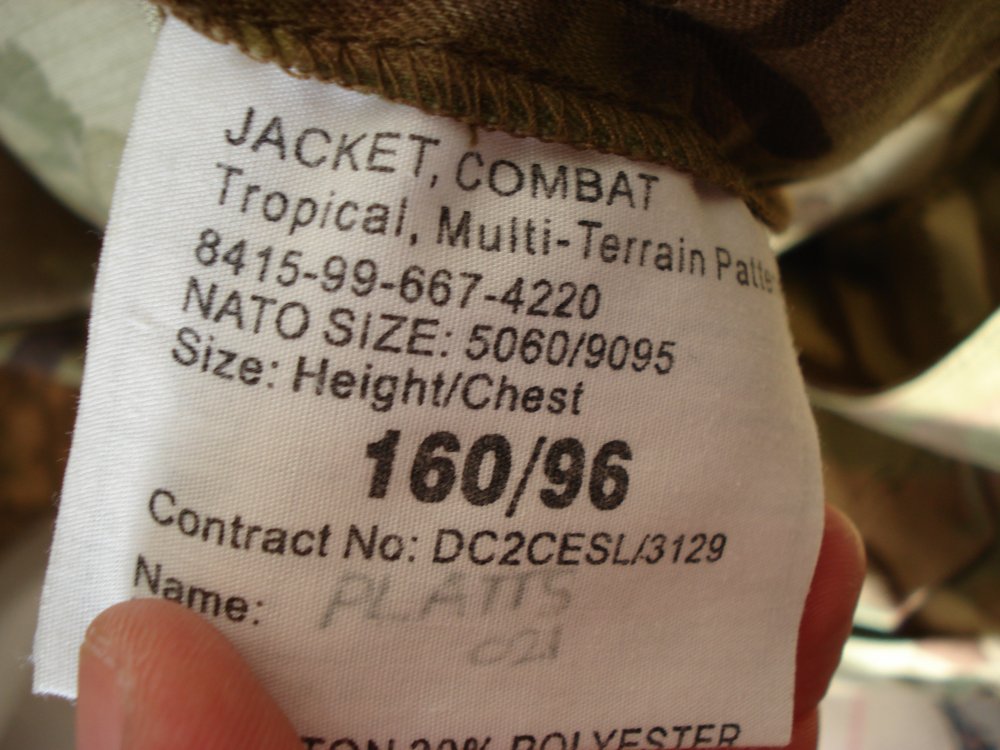 JACKET, COMBAT
Tropical, Multi-Terrain
8415-99-667-4220
NATO SIZE: 5060/9095
Size: Height/Chest
160/96
Contract No: DC2CESL/3129
Name: PLATTS
021
POLYESTER